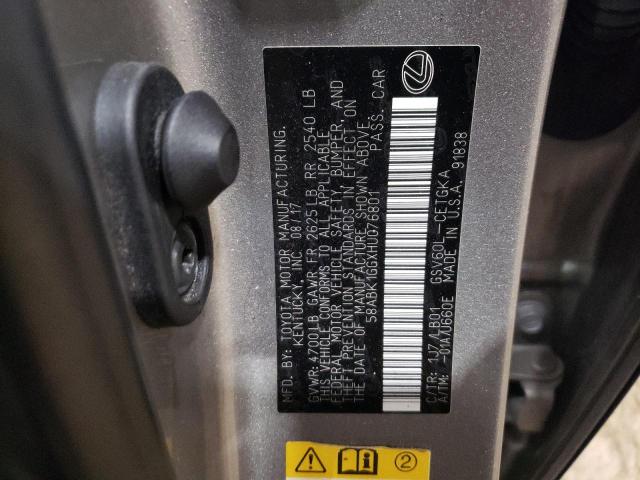 MFD. BY: TOYOTA MOTOR MANUFACTURING,
KENTUCKY, INC. 08/17
GVWR: 4700LB GAWR FR 2625LB RR 2540 LB
THIS VEHICLE CONFORMS TO ALL APPLICABLE
FEDERAL MOTOR VEHICLE SAFETY, BUMPER, AND
THEFT PREVENTION STANDARDS IN EFFECT ON
THE DATE OF MANUFACTURE SHOWN ABOVE.
58ABK1GGXHU076801 PASS. CAR
C/TR: 1J7/LB01 GSV60L-CETGKA
A/TM: -01A/U660E MADE IN U.S.A. 91838
2